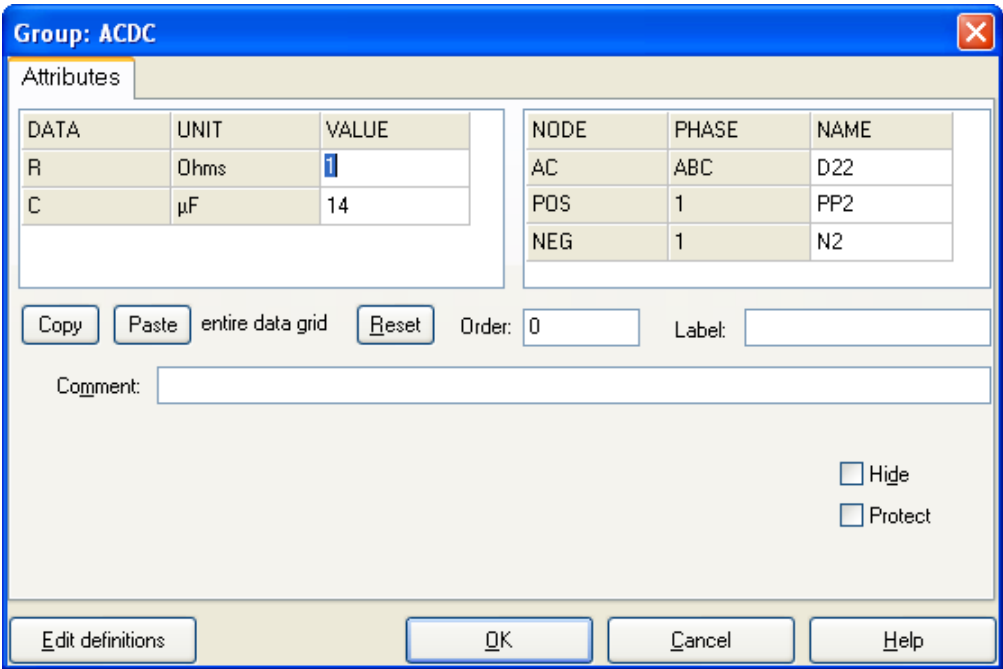 Group: ACDC
Attributes
DATA UNIT VALUE
R Ohms 1
C µF 14
NODE PHASE NAME
AC ABC D22
POS 1 PP2
NEG 1 N2
Copy Paste entire data grid Reset Order: 0 Label:
Comment:
Hide
Protect
Edit definitions OK Cancel Help